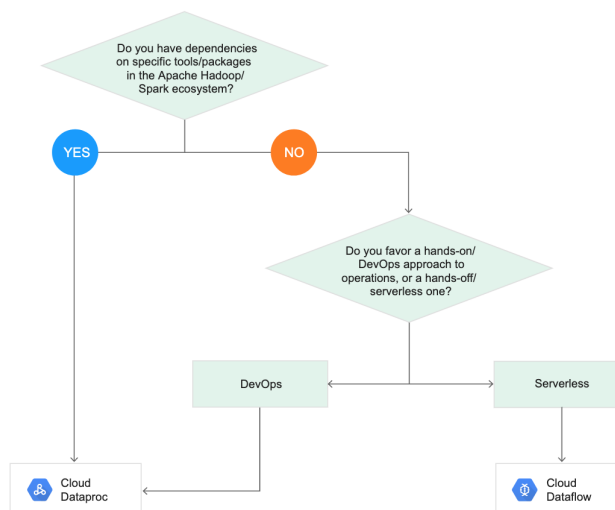 Do you have dependencies
on specific tools/packages
in the Apache Hadoop/
Spark ecosystem?
YES
NO
Do you favor a hands-on/
DevOps approach to
operations, or a hands-off/
serverless one?
DevOps
Serverless
Cloud
Dataproc
Cloud
Dataflow